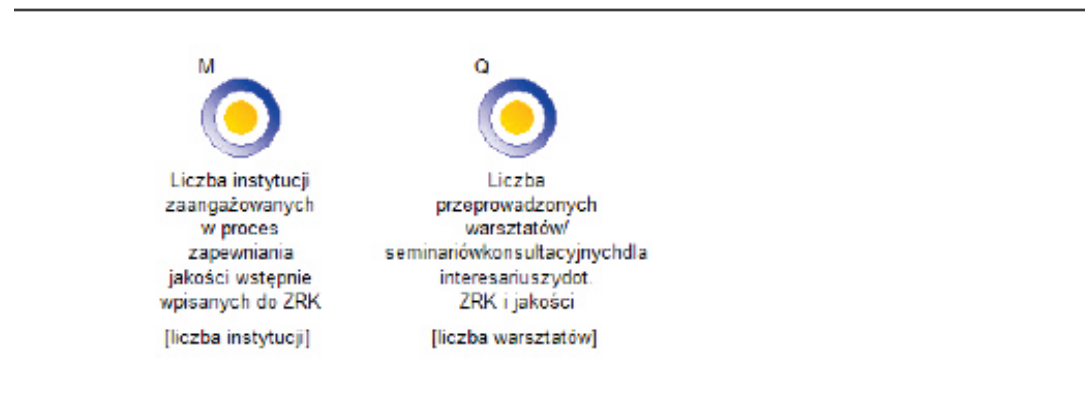 M
Liczba instytucji
zaangażowanych
w proces
zapewniania
jakości wstępnie
wpisanych do ZRK
[liczba instytucji]
Q
Liczba
przeprowadzonych
warsztatów/
seminariówkonsultacyjnychdla
interesariuszydot.
ZRK i jakości
[liczba warsztatów]